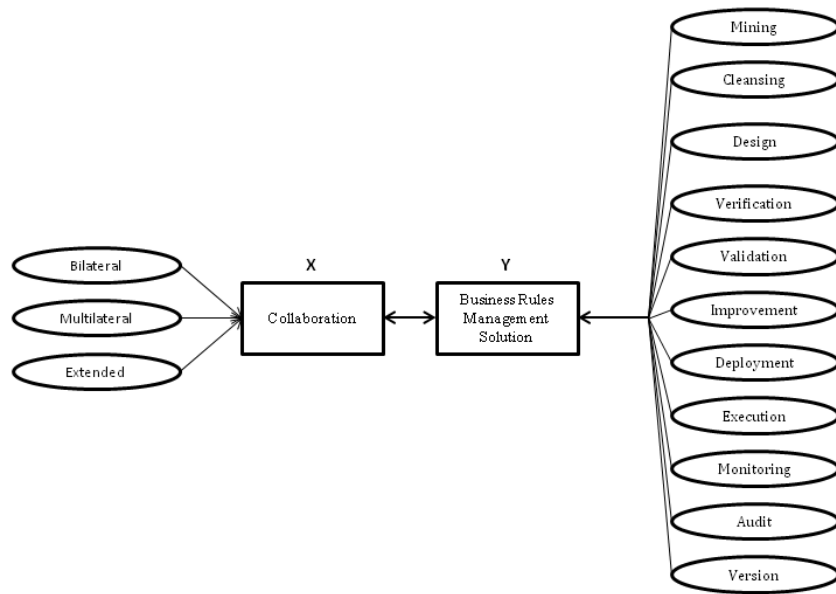 Mining
Cleansing
Design
Verification
Validation
Improvement
Deployment
Execution
Monitoring
Audit
Version
X
Y
Bilateral
Multilateral
Extended
Collaboration
Business Rules
Management
Solution